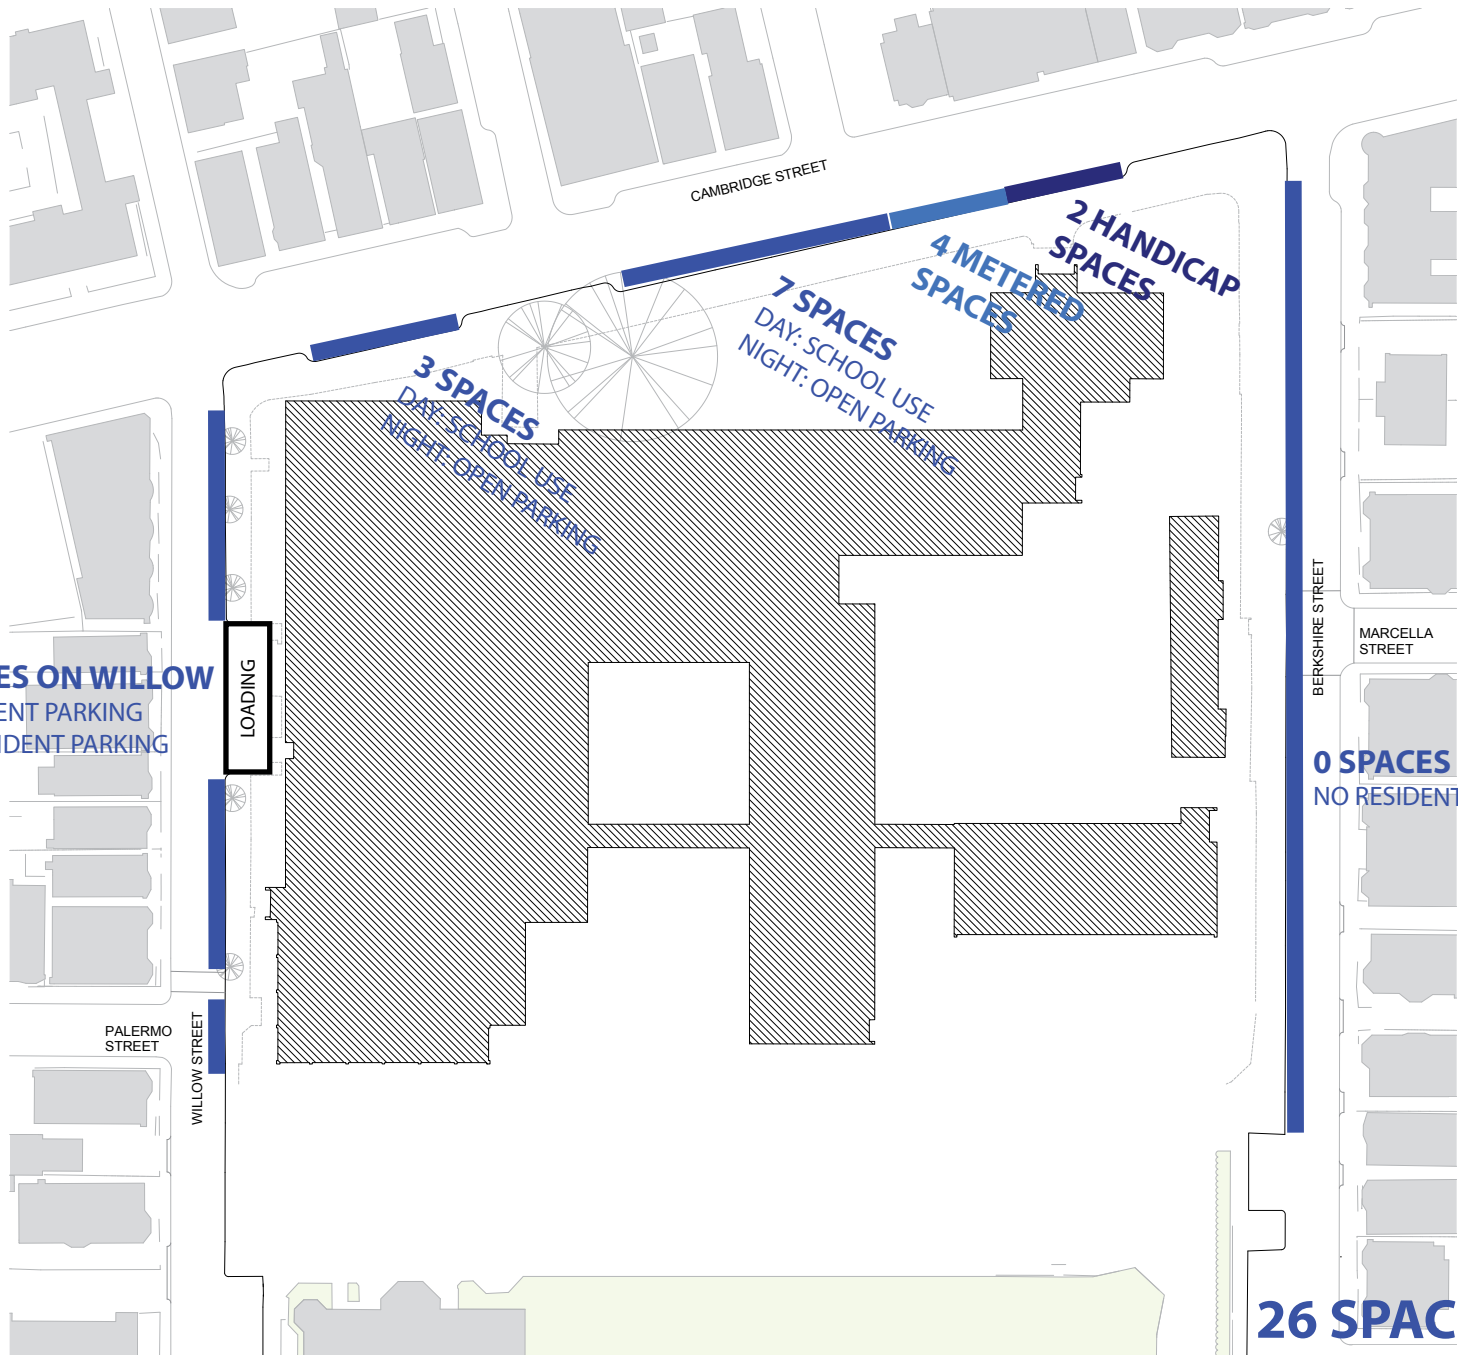 CAMBRIDGE STREET
2 HANDICAP
SPACES
4 METERED
SPACES
7 SPACES
DAY: SCHOOL USE
NIGHT: OPEN PARKING
3 SPACES
DAY: SCHOOL USE
NIGHT: OPEN PARKING
ES ON WILLOW
ENT PARKING
IDENT PARKING
LOADING
BERKSHIRE STREET
MARCELLA
STREET
0 SPACES
NO RESIDENT
PALERMO
STREET
WILLOW STREET
26 SPAC